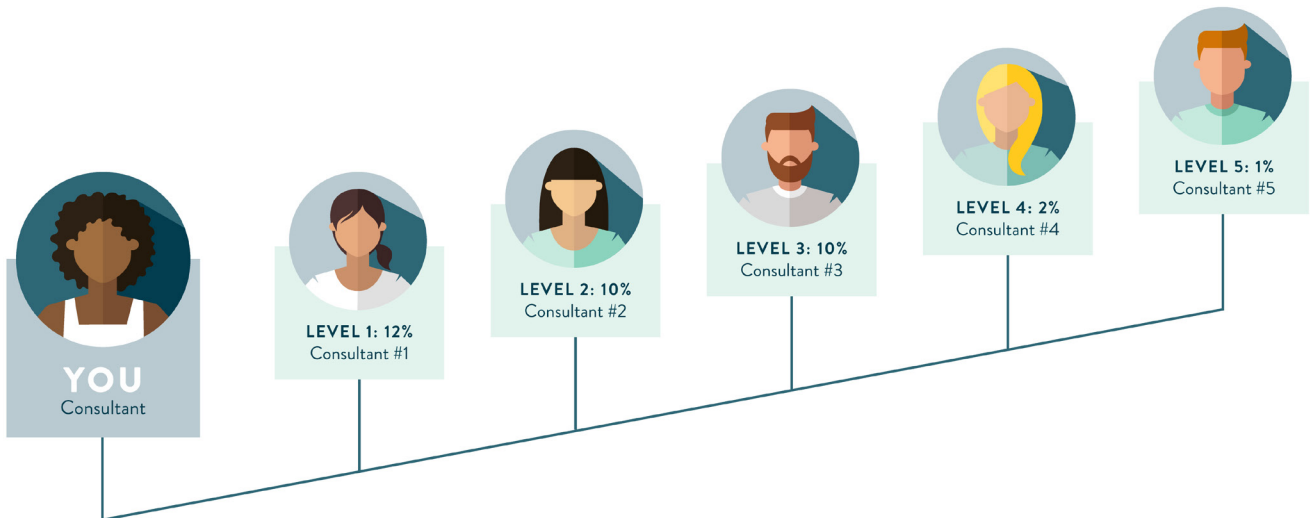 YOU
Consultant
LEVEL 1: 12%
Consultant #1
LEVEL 2: 10%
Consultant #2
LEVEL 3: 10%
Consultant #3
LEVEL 4: 2%
Consultant #4
LEVEL 5: 1%
Consultant #5